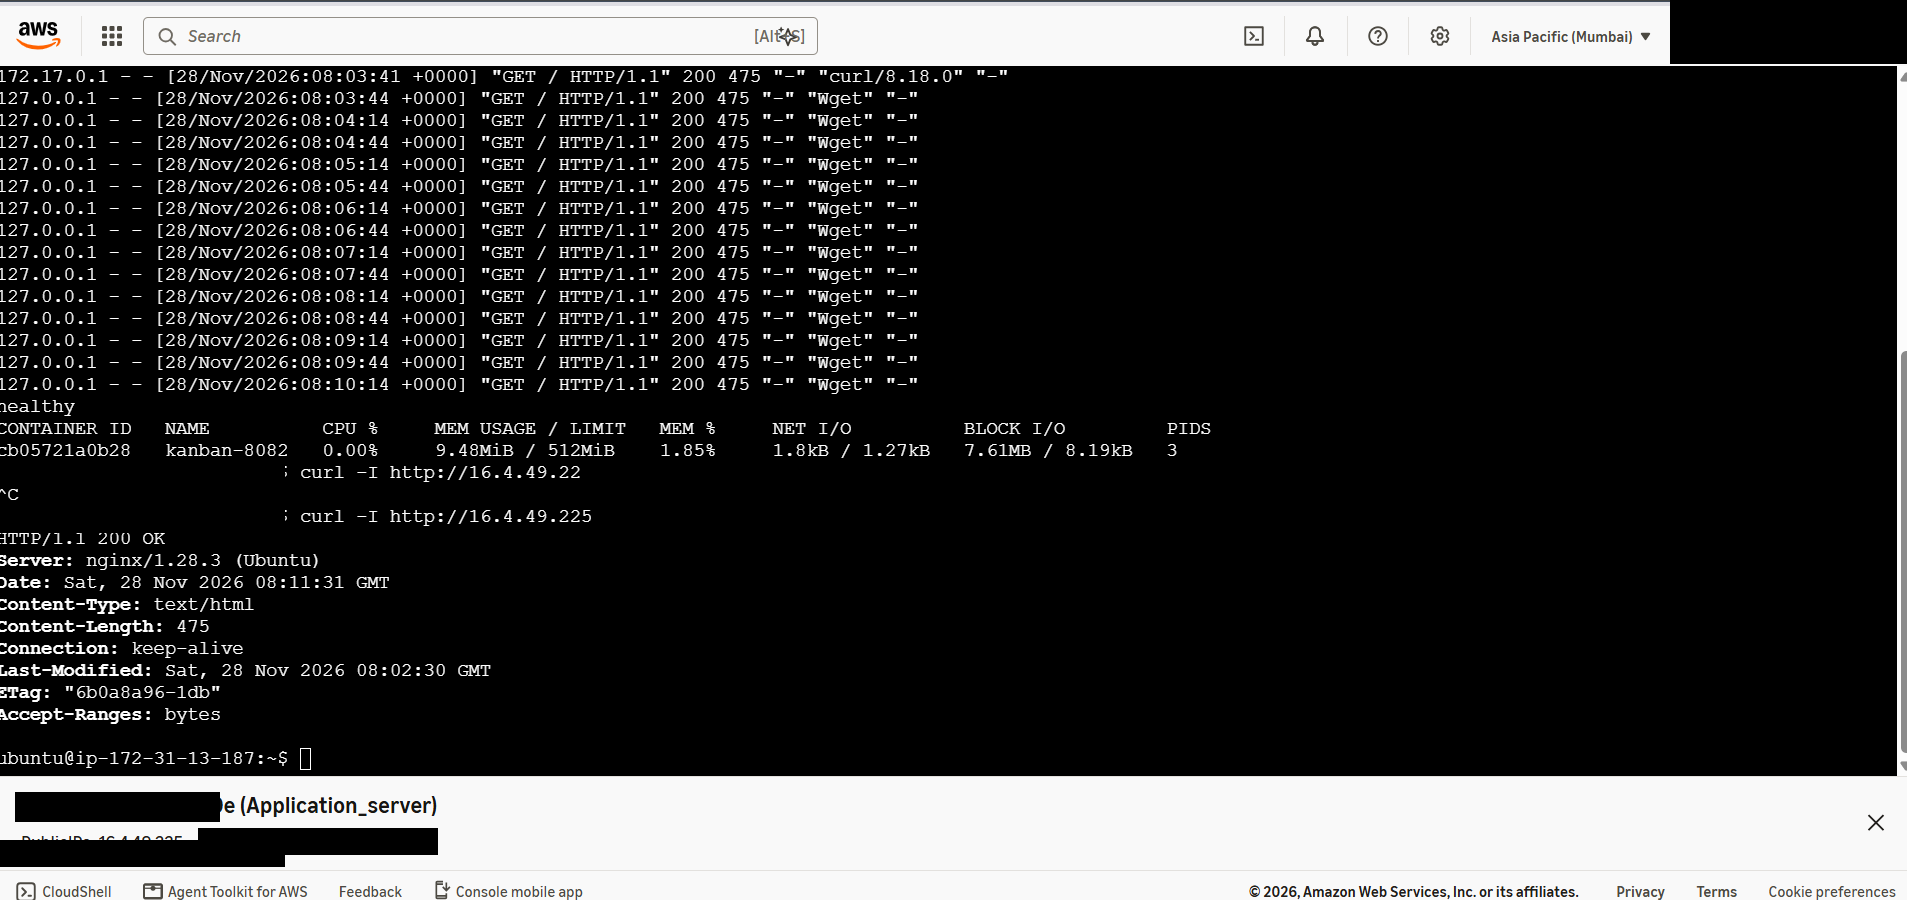 aws
Search [Alt+S]
Asia Pacific (Mumbai)
172.17.0.1 - - [28/Nov/2026:08:03:41 +0000] "GET / HTTP/1.1" 200 475 "-" "curl/8.18.0" "-"
127.0.0.1 - - [28/Nov/2026:08:03:44 +0000] "GET / HTTP/1.1" 200 475 "-" "Wget" "-"
127.0.0.1 - - [28/Nov/2026:08:04:14 +0000] "GET / HTTP/1.1" 200 475 "-" "Wget" "-"
127.0.0.1 - - [28/Nov/2026:08:04:44 +0000] "GET / HTTP/1.1" 200 475 "-" "Wget" "-"
127.0.0.1 - - [28/Nov/2026:08:05:14 +0000] "GET / HTTP/1.1" 200 475 "-" "Wget" "-"
127.0.0.1 - - [28/Nov/2026:08:05:44 +0000] "GET / HTTP/1.1" 200 475 "-" "Wget" "-"
127.0.0.1 - - [28/Nov/2026:08:06:14 +0000] "GET / HTTP/1.1" 200 475 "-" "Wget" "-"
127.0.0.1 - - [28/Nov/2026:08:06:44 +0000] "GET / HTTP/1.1" 200 475 "-" "Wget" "-"
127.0.0.1 - - [28/Nov/2026:08:07:14 +0000] "GET / HTTP/1.1" 200 475 "-" "Wget" "-"
127.0.0.1 - - [28/Nov/2026:08:07:44 +0000] "GET / HTTP/1.1" 200 475 "-" "Wget" "-"
127.0.0.1 - - [28/Nov/2026:08:08:14 +0000] "GET / HTTP/1.1" 200 475 "-" "Wget" "-"
127.0.0.1 - - [28/Nov/2026:08:08:44 +0000] "GET / HTTP/1.1" 200 475 "-" "Wget" "-"
127.0.0.1 - - [28/Nov/2026:08:09:14 +0000] "GET / HTTP/1.1" 200 475 "-" "Wget" "-"
127.0.0.1 - - [28/Nov/2026:08:09:44 +0000] "GET / HTTP/1.1" 200 475 "-" "Wget" "-"
127.0.0.1 - - [28/Nov/2026:08:10:14 +0000] "GET / HTTP/1.1" 200 475 "-" "Wget" "-"
healthy
CONTAINER ID NAME CPU % MEM USAGE / LIMIT MEM % NET I/O BLOCK I/O PIDS
cb05721a0b28 kanban-8082 0.00% 9.48MiB / 512MiB 1.85% 1.8kB / 1.27kB 7.61MB / 8.19kB 3
curl -I http://16.4.49.22
^C
curl -I http://16.4.49.225
HTTP/1.1 200 OK
Server: nginx/1.28.3 (Ubuntu)
Date: Sat, 28 Nov 2026 08:11:31 GMT
Content-Type: text/html
Content-Length: 475
Connection: keep-alive
Last-Modified: Sat, 28 Nov 2026 08:02:30 GMT
ETag: "6b0a8a96-1db"
Accept-Ranges: bytes
ubuntu@ip-172-31-13-187:~$
e (Application_server)
CloudShell Agent Toolkit for AWS Feedback Console mobile app © 2026, Amazon Web Services, Inc. or its affiliates. Privacy Terms Cookie preferences